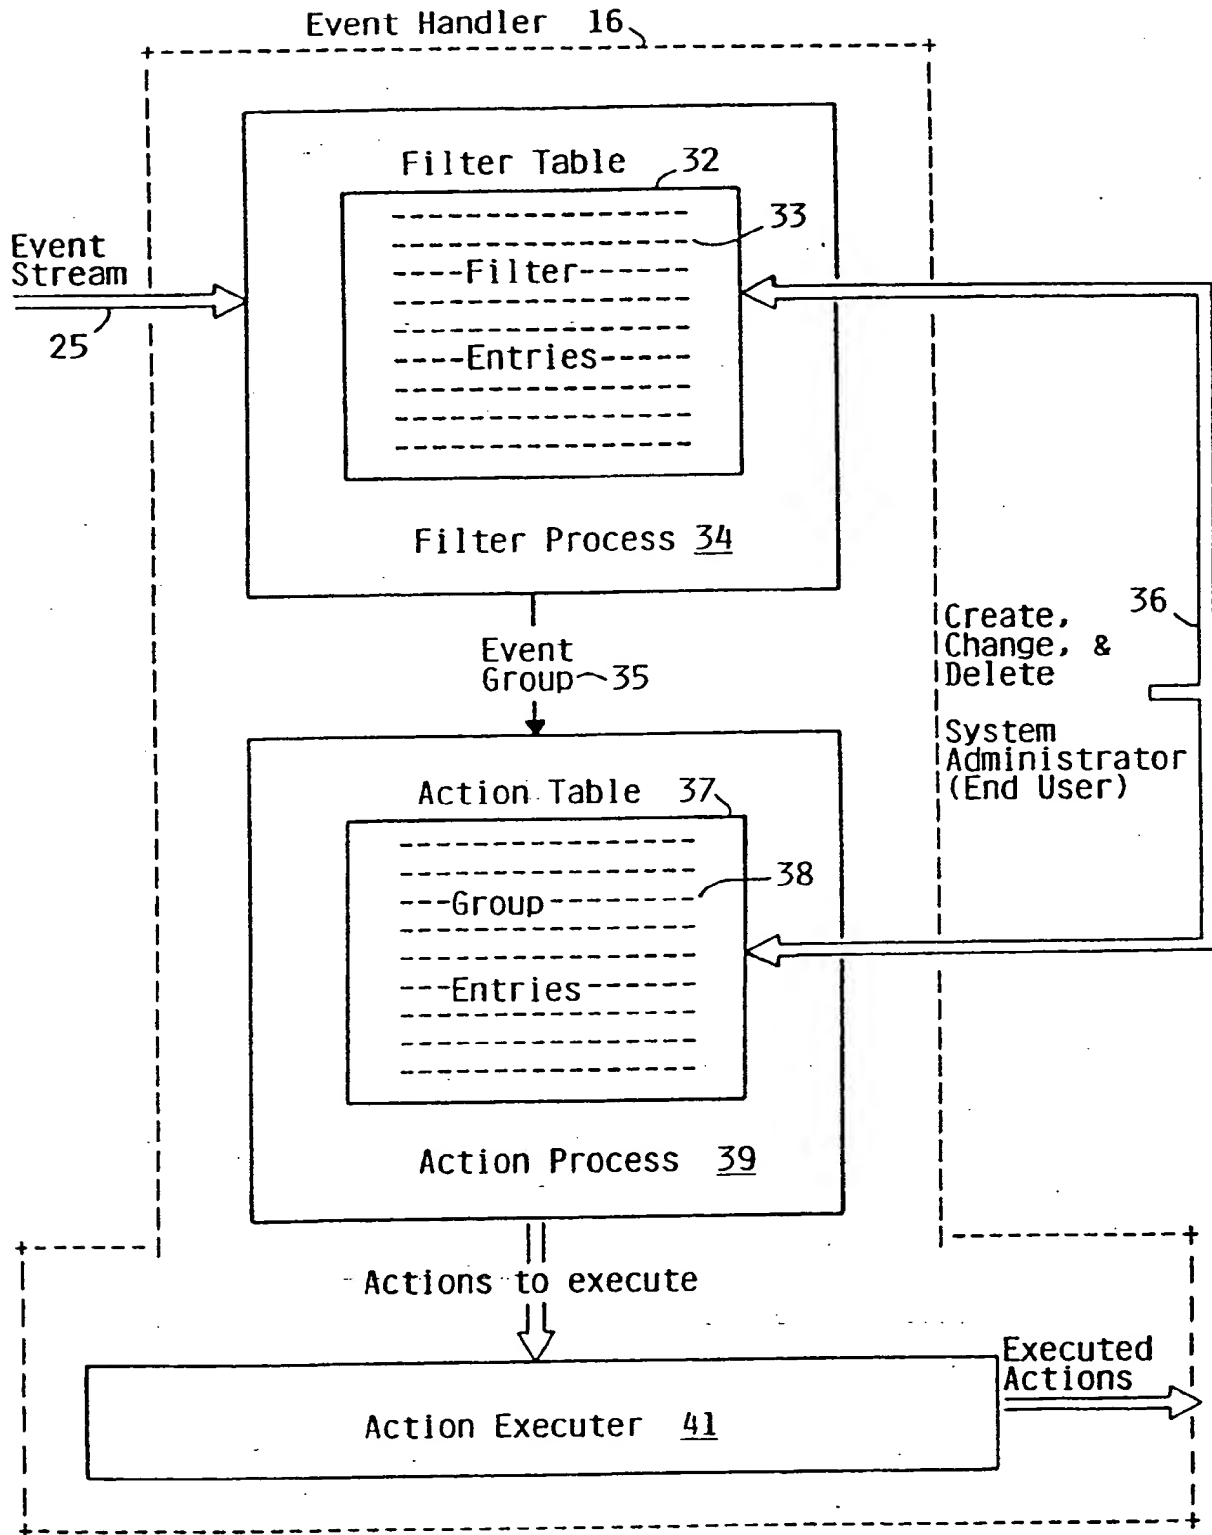 Event Handler 16
Filter Table 32
33
Filter
Entries
Event
Stream
25
Filter Process 34
Event
Group 35
36
Create,
Change, &
Delete
System
Administrator
(End User)
Action Table 37
38
Group
Entries
Action Process 39
Actions to execute
Executed
Actions
Action Executer 41